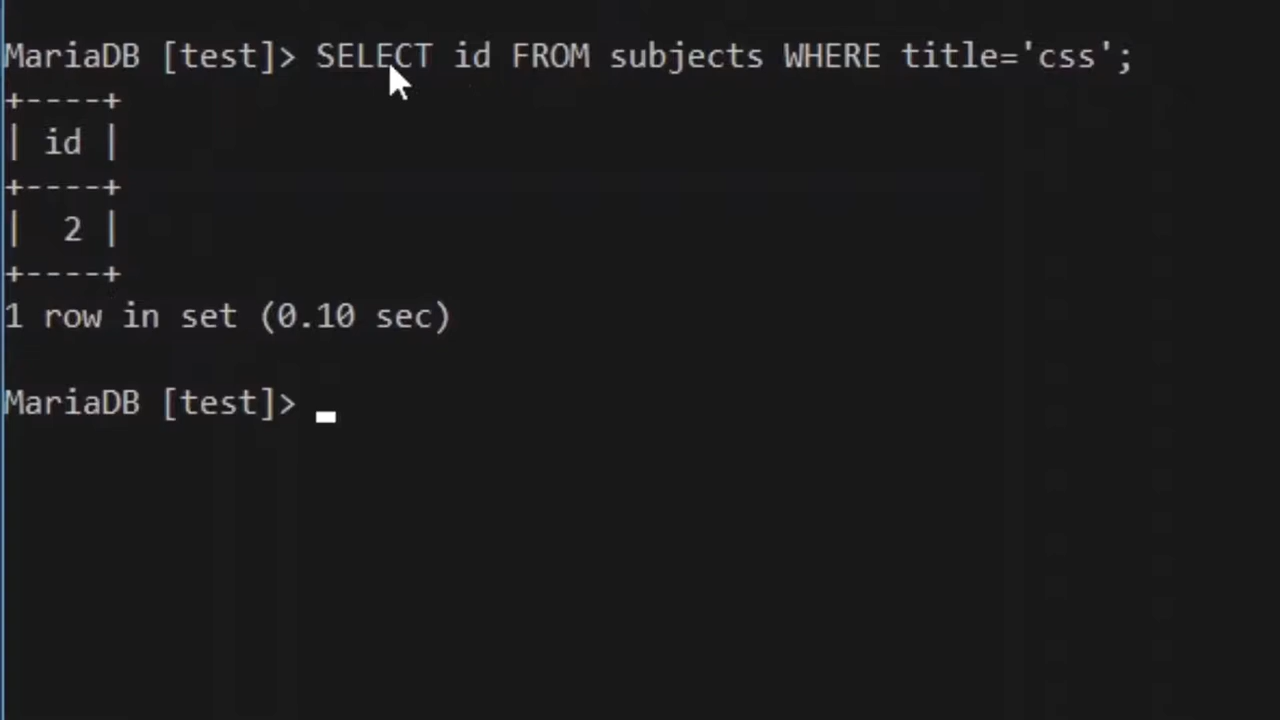 MariaDB [test]> SELECT id FROM subjects WHERE title='css';
+----+
| id |
+----+
|  2 |
+----+
1 row in set (0.10 sec)
MariaDB [test]>